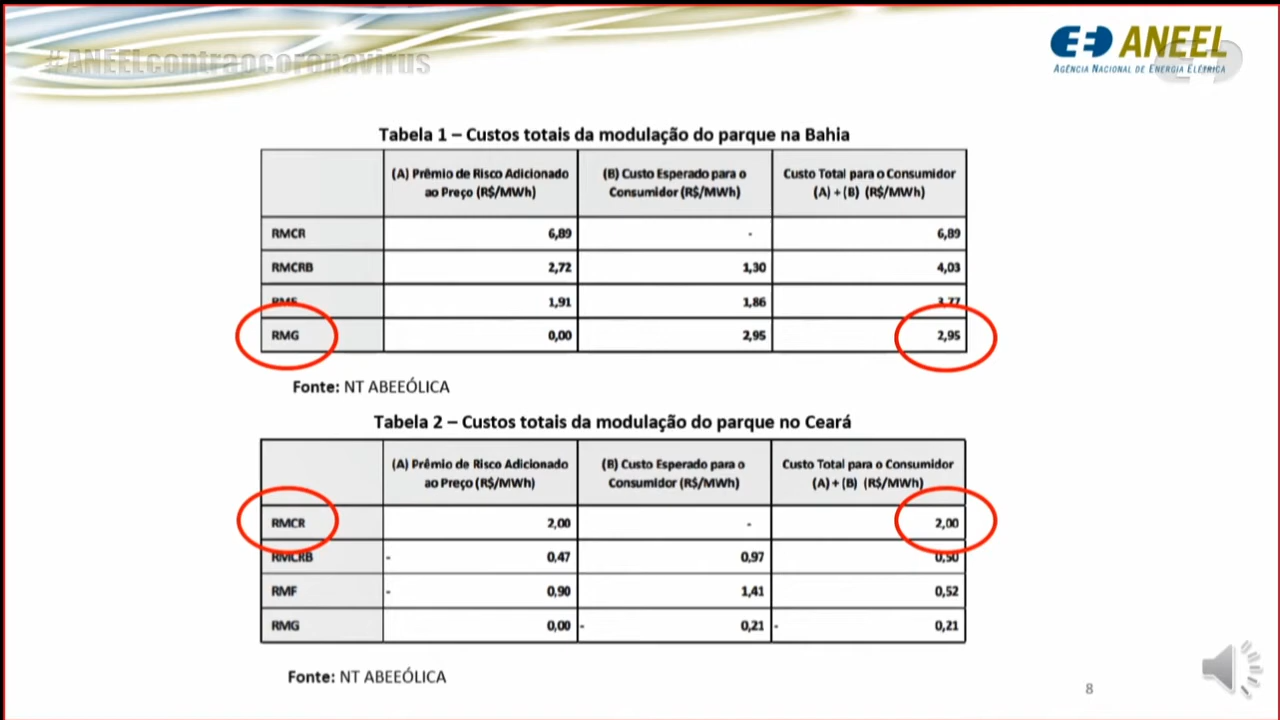 #ANEELcontraocoronavirus
ANEEL
AGÊNCIA NACIONAL DE ENERGIA ELÉTRICA
Tabela 1 – Custos totais da modulação do parque na Bahia
(A) Prêmio de Risco Adicionado ao Preço (R$/MWh) (B) Custo Esperado para o Consumidor (R$/MWh) Custo Total para o Consumidor (A) + (B) (R$/MWh)
RMCR 6,89 - 6,89
RMCRB 2,72 1,30 4,03
RMF 1,91 1,86 3,77
RMG 0,00 2,95 2,95
Fonte: NT ABEEÓLICA
Tabela 2 – Custos totais da modulação do parque no Ceará
(A) Prêmio de Risco Adicionado ao Preço (R$/MWh) (B) Custo Esperado para o Consumidor (R$/MWh) Custo Total para o Consumidor (A) + (B) (R$/MWh)
RMCR 2,00 - 2,00
RMCRB - 0,47 0,97 0,50
RMF - 0,90 1,41 0,52
RMG 0,00 - 0,21 - 0,21
Fonte: NT ABEEÓLICA
8